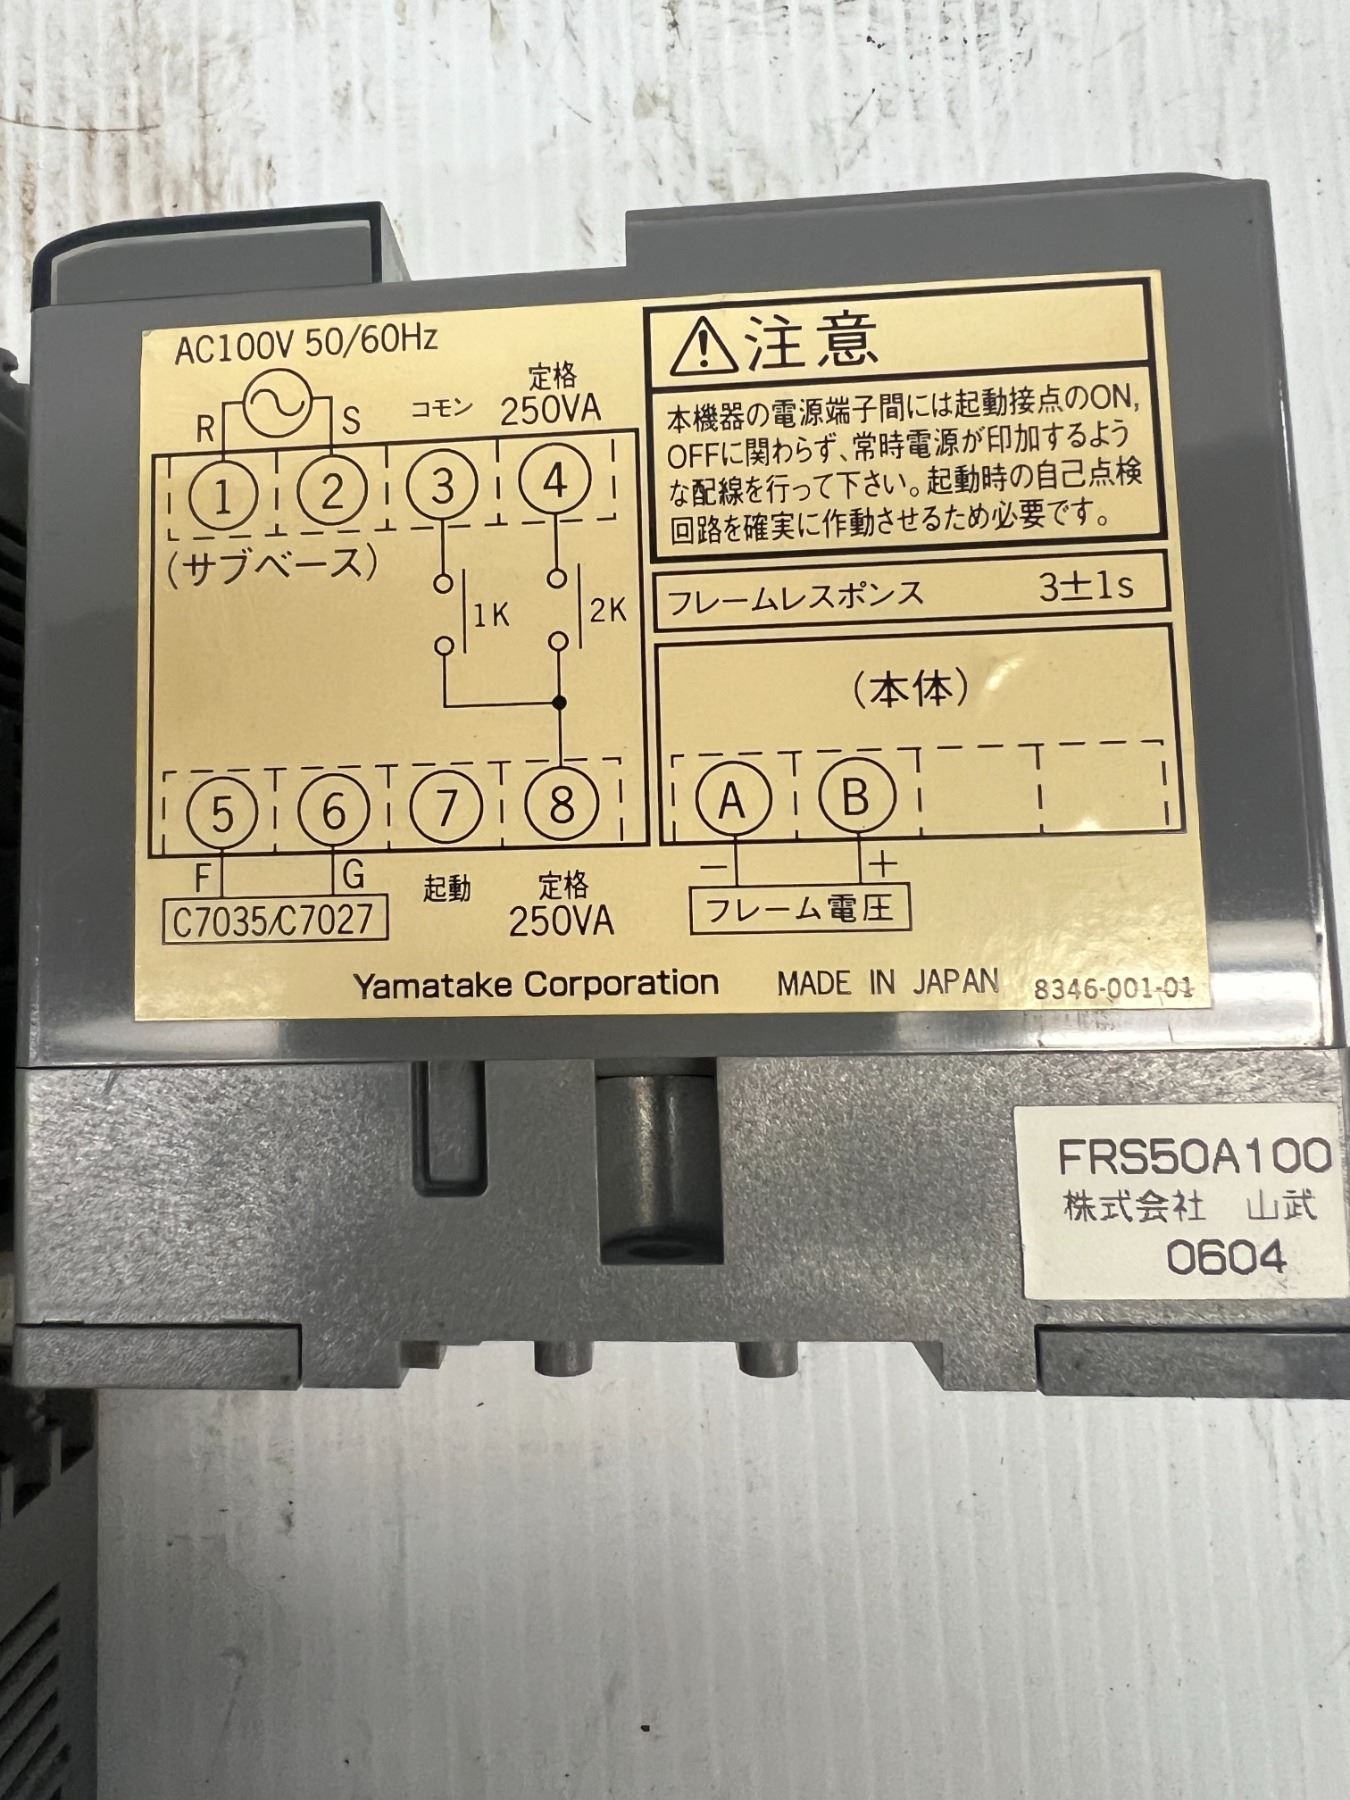 AC100V 50/60Hz
R S コモン 定格
250VA
1 2 3 4
(サブベース)
1K 2K
5 6 7 8
F G 起動 定格
C7035/C7027 250VA
注意
本機器の電源端子間には起動接点のON,
OFFに関わらず、常時電源が印加するよう
な配線を行って下さい。起動時の自己点検
回路を確実に作動させるため必要です。
フレームレスポンス 3±1s
(本体)
A B
− +
フレーム電圧
Yamatake Corporation MADE IN JAPAN 8346-001-01
FRS50A100
株式会社 山武
0604